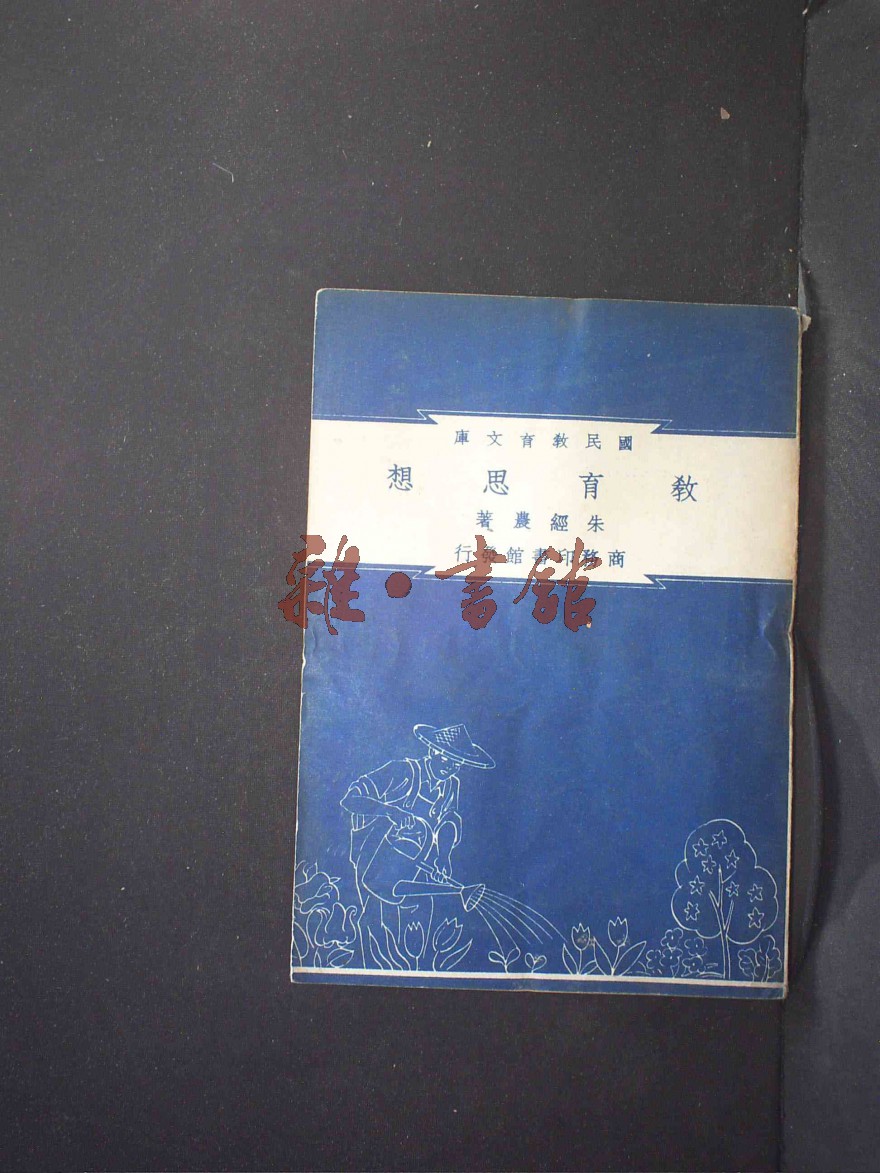 國民教育文庫
教育思想
朱經農著
商務印書館發行
雜·書館